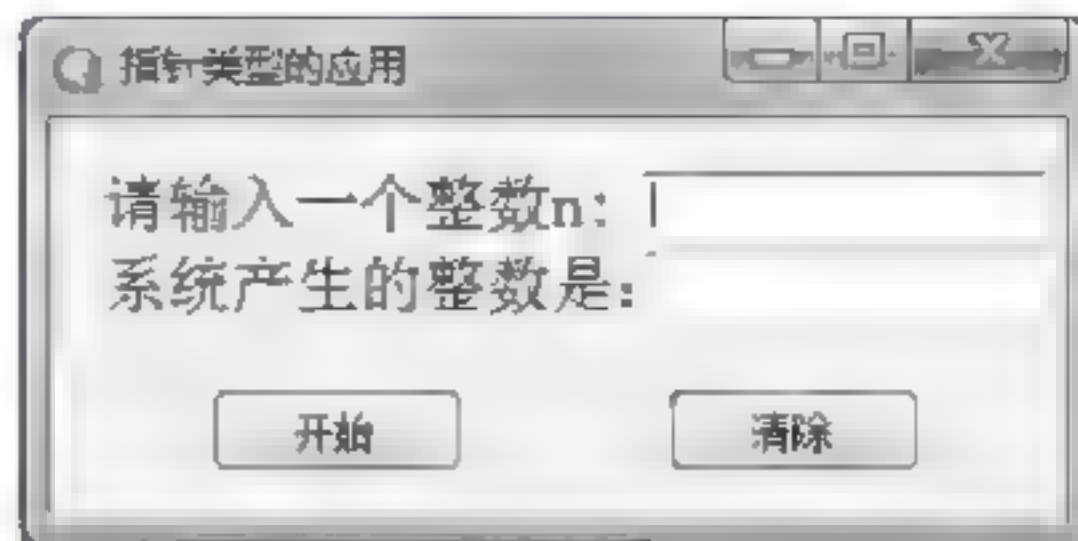 指针类型的应用
请输入一个整数n:
系统产生的整数是:
开始
清除